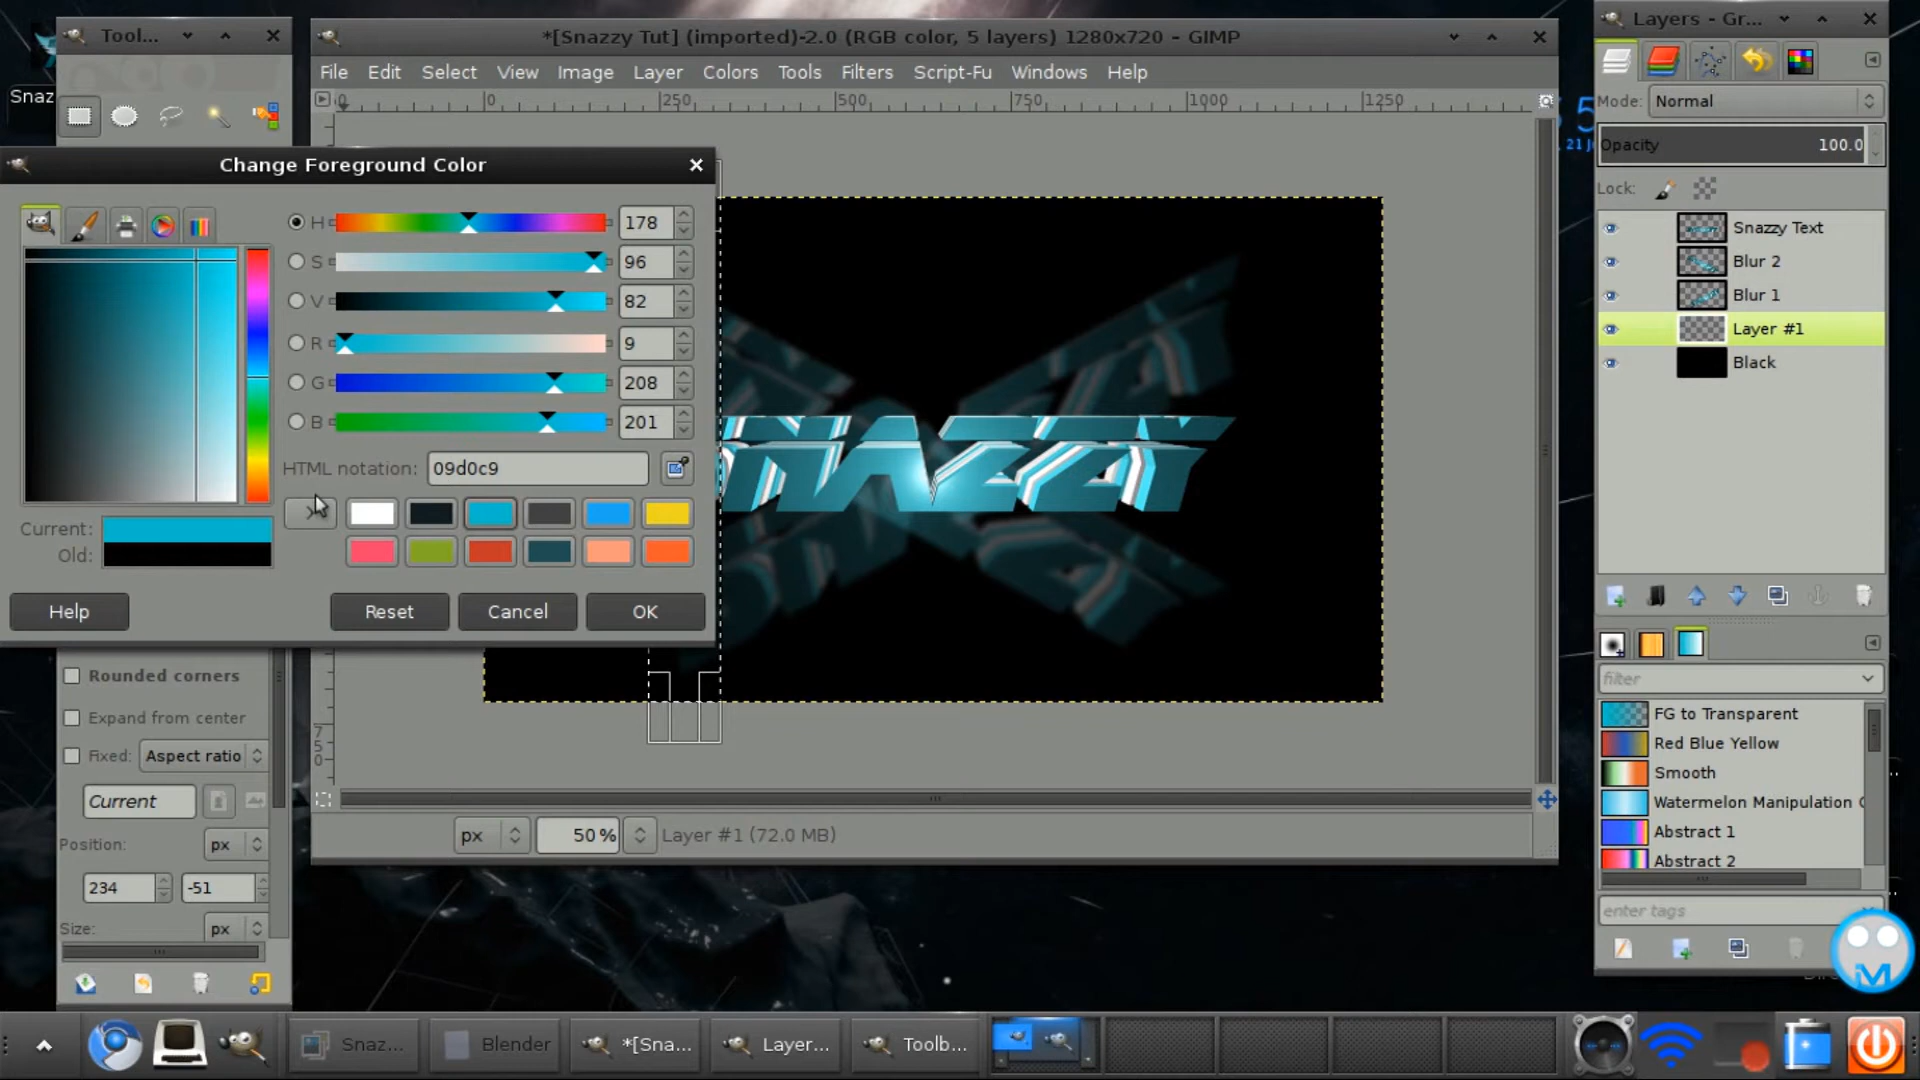 Tool...
*[Snazzy Tut] (imported)-2.0 (RGB color, 5 layers) 1280x720 – GIMP
Layers - Gr...
File Edit Select View Image Layer Colors Tools Filters Script-Fu Windows Help
Snaz
0 250 500 750 1000 1250
Mode: Normal
Opacity 100.0
Lock:
Change Foreground Color
H 178
S 96
V 82
R 9
G 208
B 201
HTML notation: 09d0c9
Current:
Old:
Help Reset Cancel OK
SNAZZY
Snazzy Text
Blur 2
Blur 1
Layer #1
Black
filter
FG to Transparent
Red Blue Yellow
Smooth
Watermelon Manipulation
Abstract 1
Abstract 2
enter tags
Rounded corners
Expand from center
Fixed: Aspect ratio
Current
Position: px
234 -51
Size: px
750
px 50 % Layer #1 (72.0 MB)
Snaz...
Blender
*[Sna...
Layer...
Toolb...